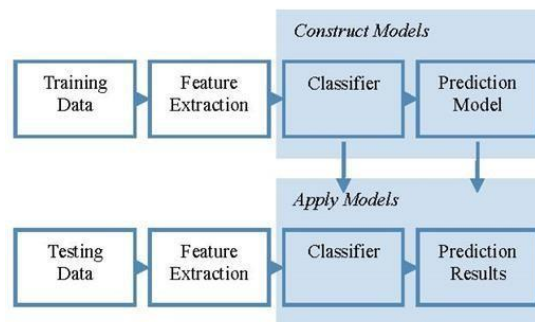 Construct Models
Training
Data
Feature
Extraction
Classifier
Prediction
Model
Apply Models
Testing
Data
Feature
Extraction
Classifier
Prediction
Results